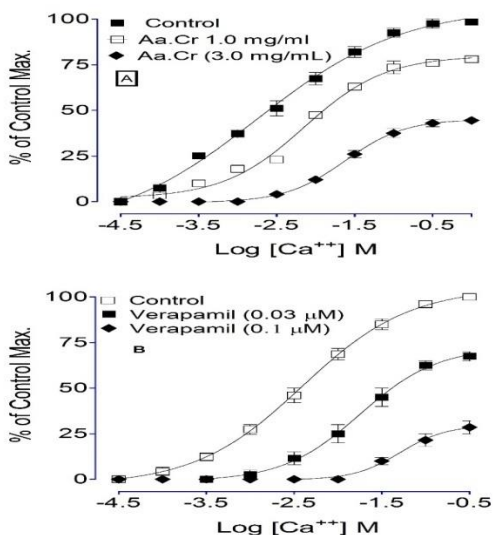 100
75
50
25
0
% of Control Max.
Control
Aa.Cr 1.0 mg/ml
Aa.Cr (3.0 mg/mL)
A
-4.5 -3.5 -2.5 -1.5 -0.5
Log [Ca⁺⁺] M
100
75
50
25
0
% of Control Max.
Control
Verapamil (0.03 μM)
Verapamil (0.1 μM)
B
-4.5 -3.5 -2.5 -1.5 -0.5
Log [Ca⁺⁺] M